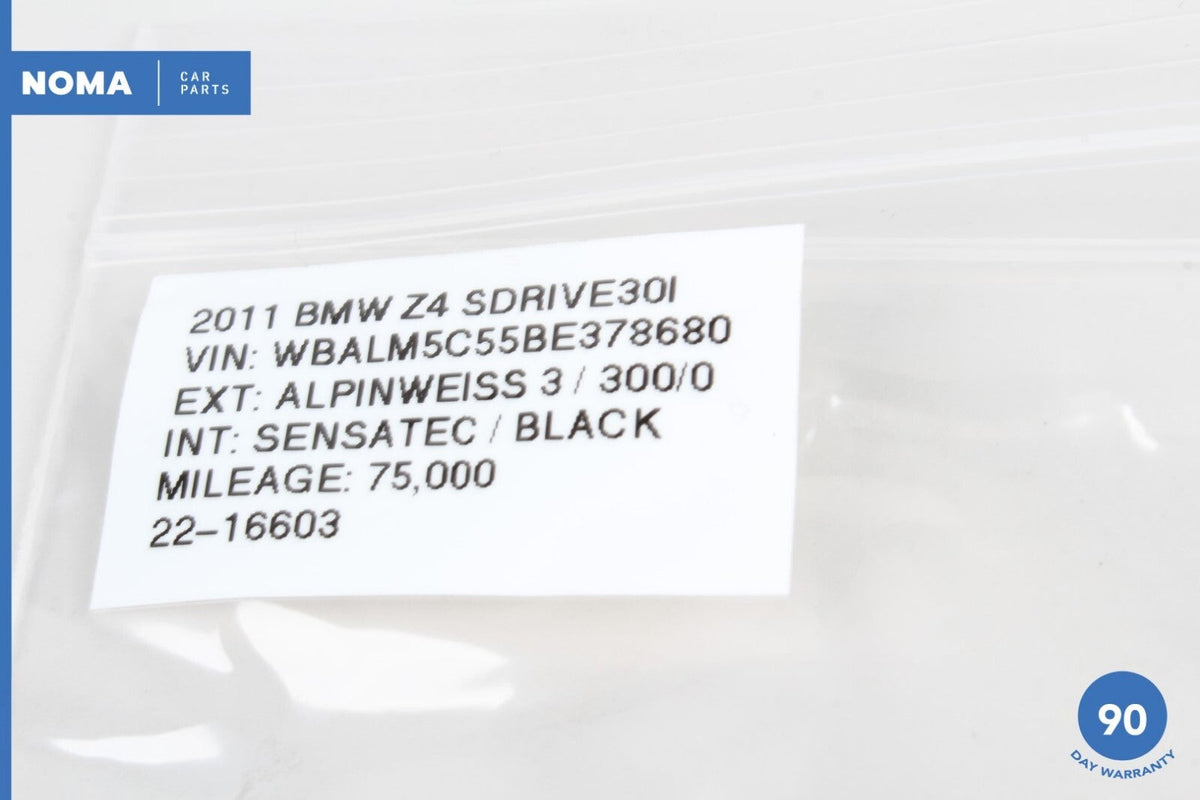 NOMA
CAR
PARTS
2011 BMW Z4 SDRIVE30I
VIN: WBALM5C55BE378680
EXT: ALPINWEISS 3 / 300/0
INT: SENSATEC / BLACK
MILEAGE: 75,000
22-16603
90
DAY WARRANTY